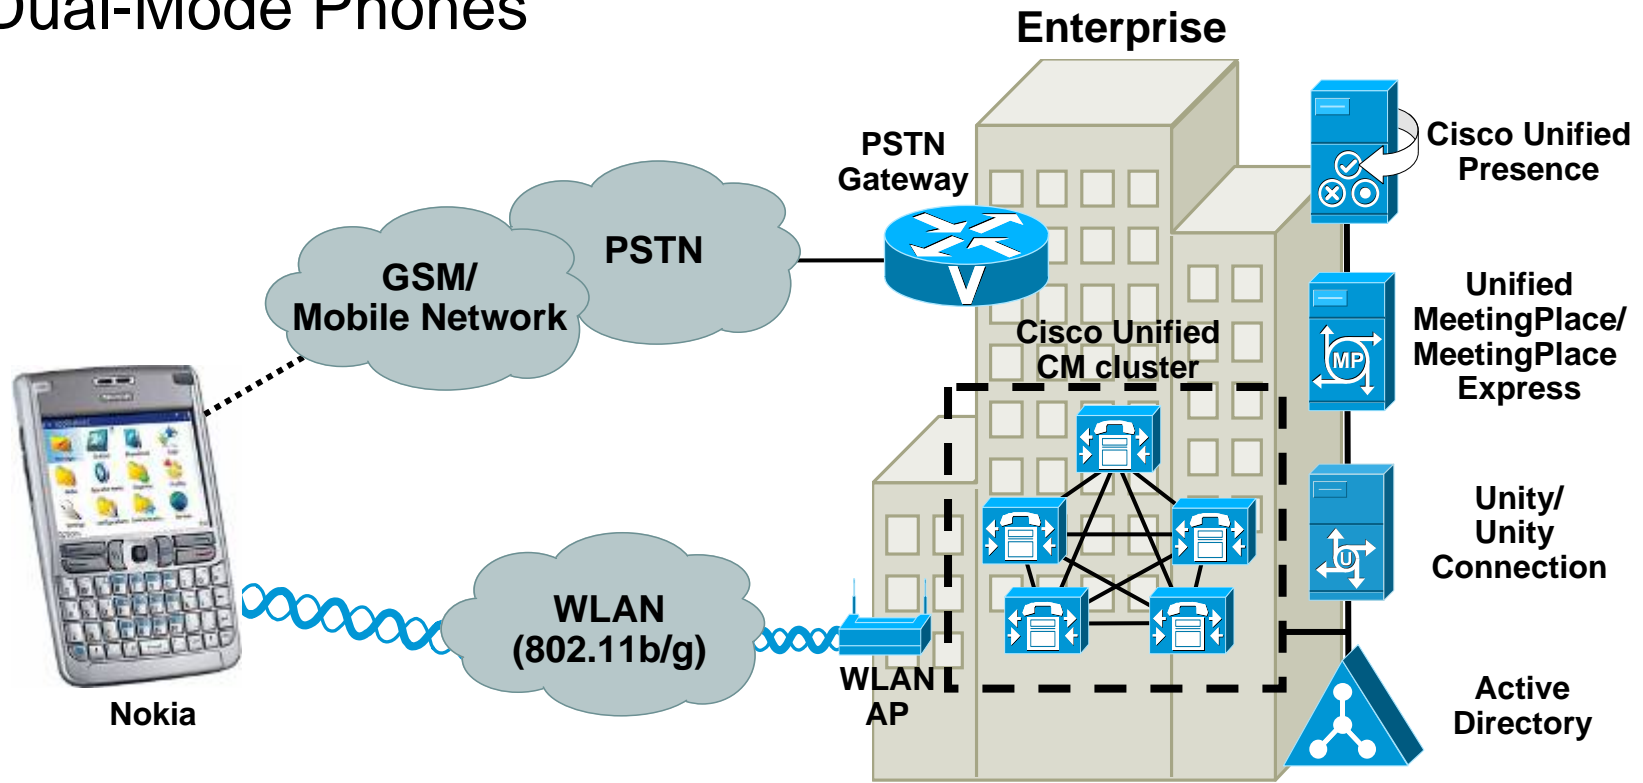 Dual-Mode Phones
Enterprise
PSTN
Gateway
Cisco Unified
Presence
PSTN
GSM/
Mobile Network
V
Unified
MeetingPlace/
MeetingPlace
Express
MP
Cisco Unified
CM cluster
Unity/
Unity
Connection
U
WLAN
(802.11b/g)
WLAN
AP
Nokia
Active
Directory